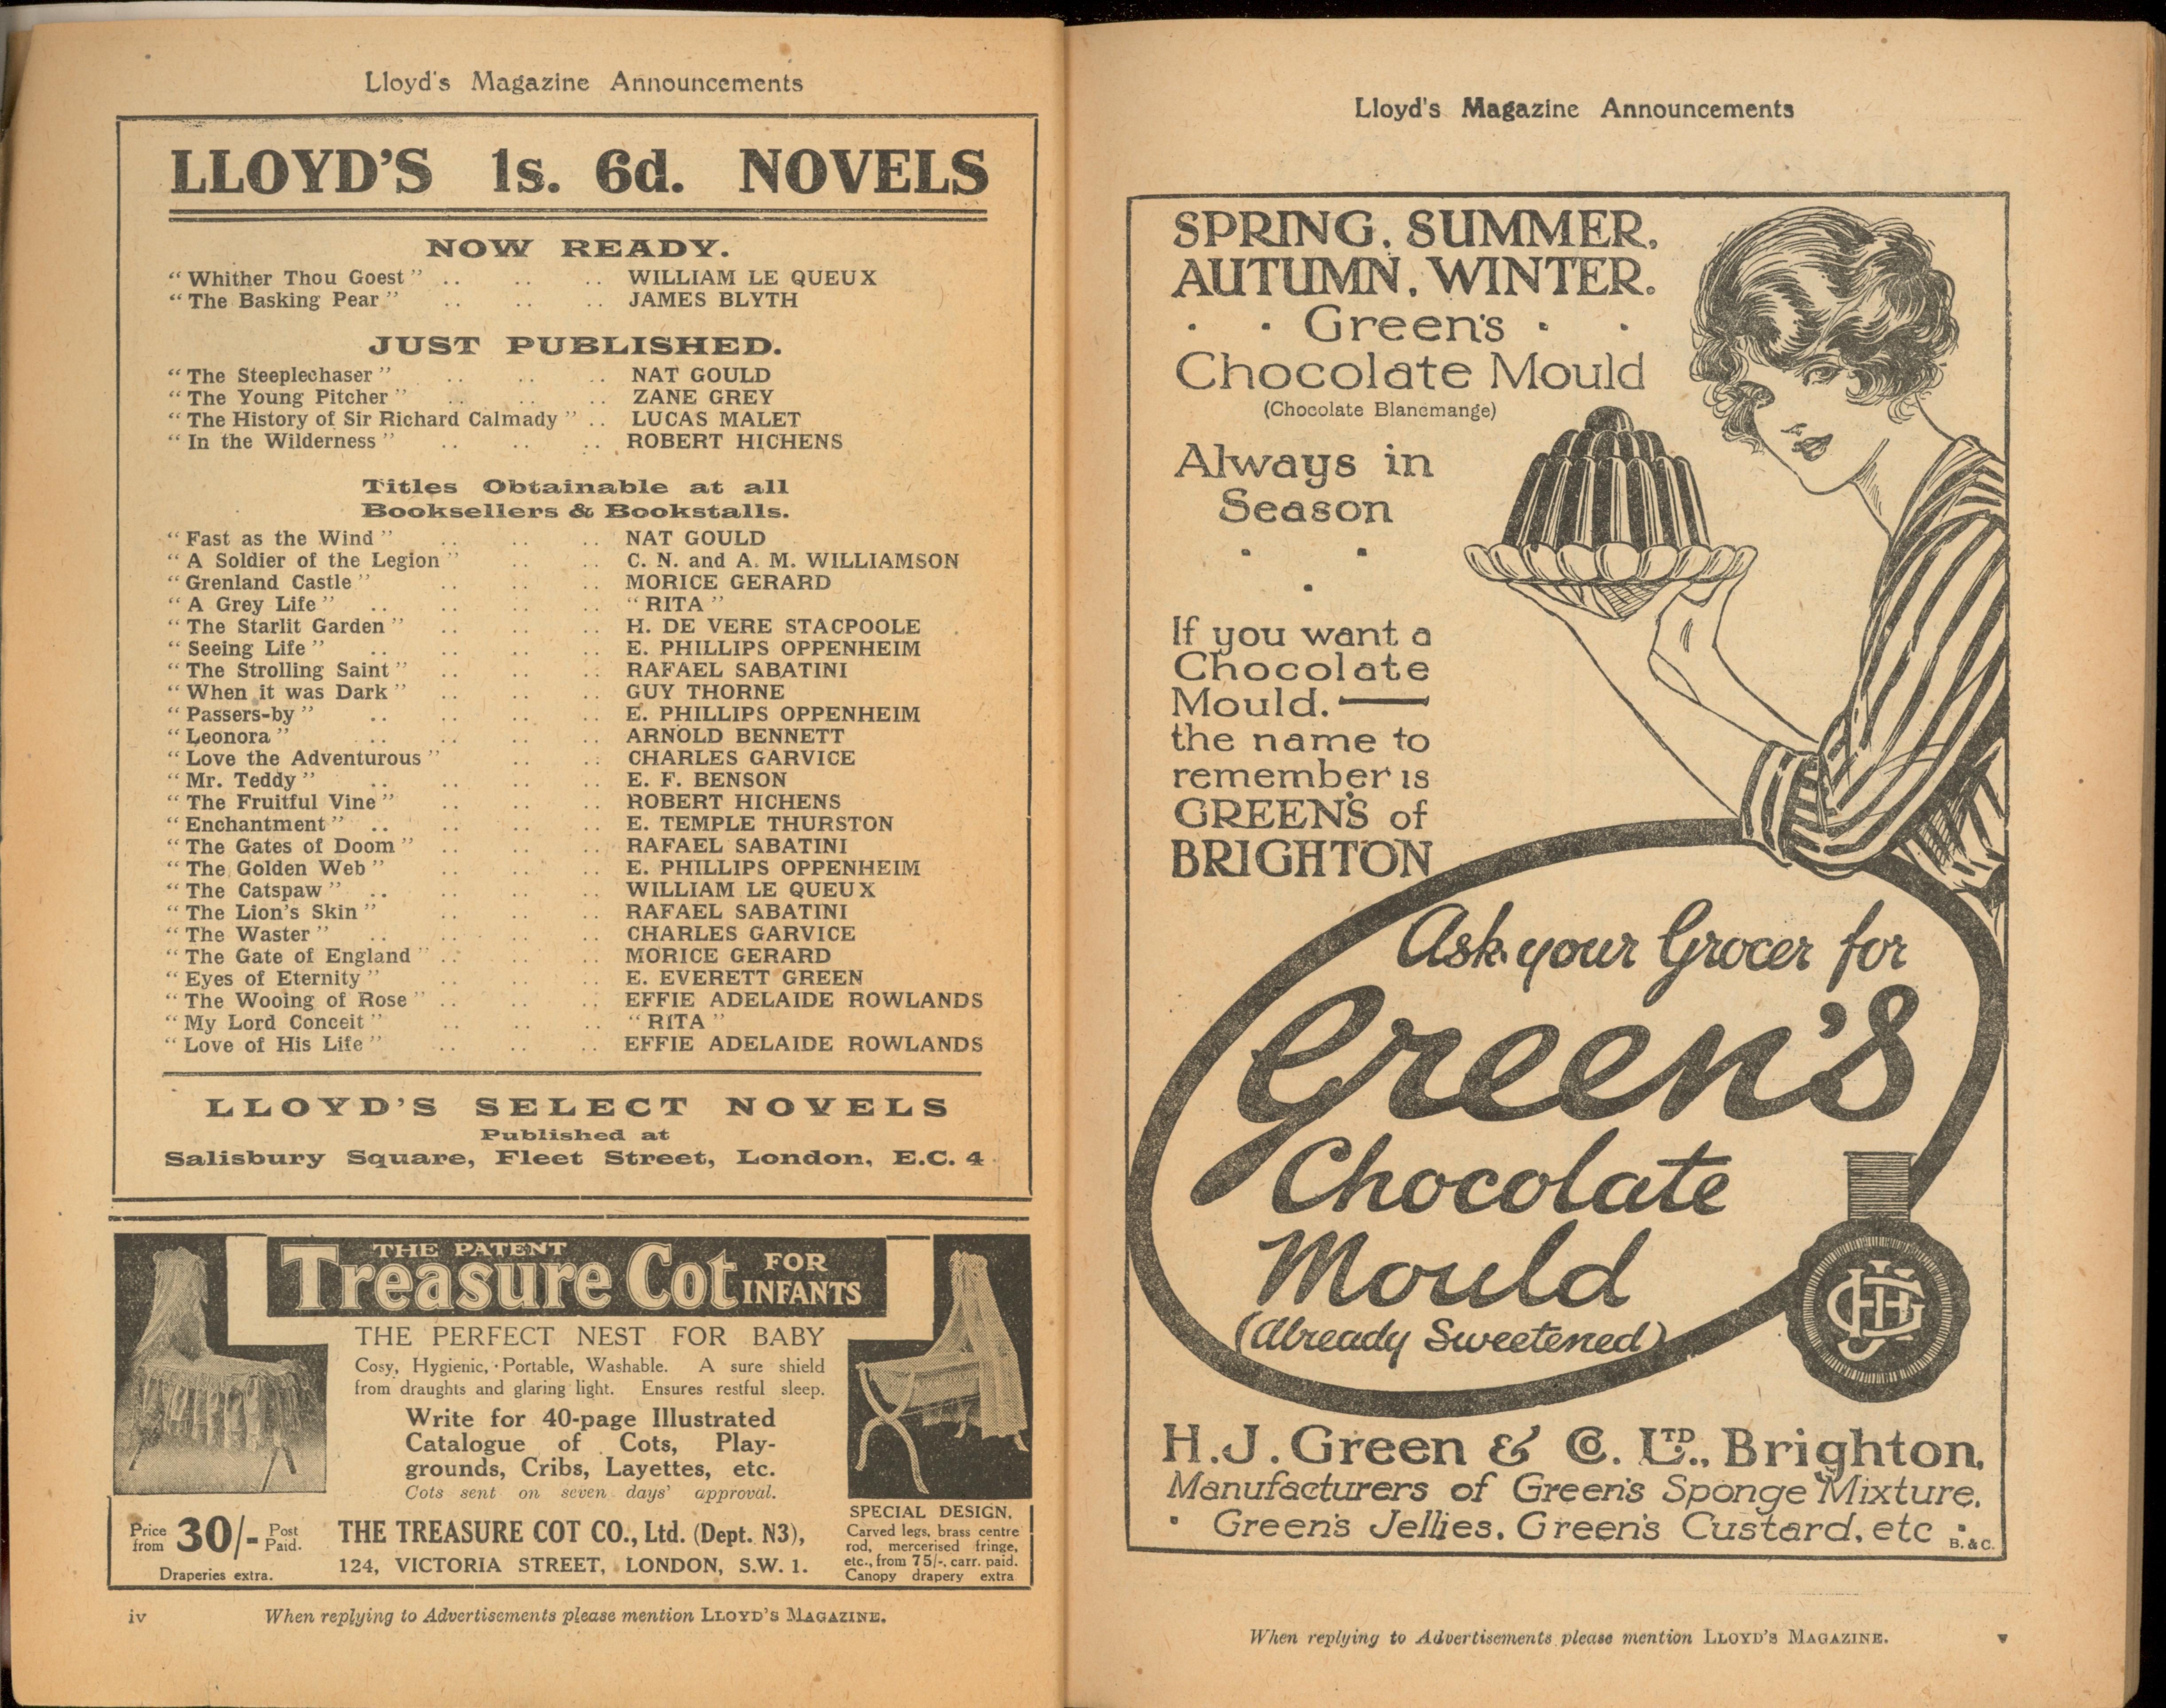 Lloyd's Magazine Announcements
LLOYD'S 1s. 6d. NOVELS
NOW READY.
"Whither Thou Goest" .. .. .. WILLIAM LE QUEUX
"The Basking Pear" .. .. .. JAMES BLYTH
JUST PUBLISHED.
"The Steeplechaser" .. .. .. NAT GOULD
"The Young Pitcher" .. .. .. ZANE GREY
"The History of Sir Richard Calmady" .. LUCAS MALET
"In the Wilderness" .. .. .. ROBERT HICHENS
Titles Obtainable at all
Booksellers & Bookstalls.
"Fast as the Wind" .. .. .. NAT GOULD
"A Soldier of the Legion" .. .. C. N. and A. M. WILLIAMSON
"Grenland Castle" .. .. .. MORICE GERARD
"A Grey Life" .. .. .. .. "RITA"
"The Starlit Garden" .. .. .. H. DE VERE STACPOOLE
"Seeing Life" .. .. .. .. E. PHILLIPS OPPENHEIM
"The Strolling Saint" .. .. .. RAFAEL SABATINI
"When it was Dark" .. .. .. GUY THORNE
"Passers-by" .. .. .. .. E. PHILLIPS OPPENHEIM
"Leonora" .. .. .. .. ARNOLD BENNETT
"Love the Adventurous" .. .. CHARLES GARVICE
"Mr. Teddy" .. .. .. .. E. F. BENSON
"The Fruitful Vine" .. .. .. ROBERT HICHENS
"Enchantment" .. .. .. .. E. TEMPLE THURSTON
"The Gates of Doom" .. .. .. RAFAEL SABATINI
"The Golden Web" .. .. .. E. PHILLIPS OPPENHEIM
"The Catspaw" .. .. .. .. WILLIAM LE QUEUX
"The Lion's Skin" .. .. .. RAFAEL SABATINI
"The Waster" .. .. .. .. CHARLES GARVICE
"The Gate of England" .. .. .. MORICE GERARD
"Eyes of Eternity" .. .. .. E. EVERETT GREEN
"The Wooing of Rose" .. .. .. EFFIE ADELAIDE ROWLANDS
"My Lord Conceit" .. .. .. "RITA"
"Love of His Life" .. .. .. EFFIE ADELAIDE ROWLANDS
LLOYD'S SELECT NOVELS
Published at
Salisbury Square, Fleet Street, London, E.C. 4
THE PATENT
Treasure Cot FOR
INFANTS
THE PERFECT NEST FOR BABY
Cosy, Hygienic, Portable, Washable. A sure shield
from draughts and glaring light. Ensures restful sleep.
Write for 40-page Illustrated
Catalogue of Cots, Play-
grounds, Cribs, Layettes, etc.
Cots sent on seven days' approval.
Price from 30/- Post Paid.
Draperies extra.
THE TREASURE COT CO., Ltd. (Dept. N3),
124, VICTORIA STREET, LONDON, S.W. 1.
SPECIAL DESIGN.
Carved legs, brass centre
rod, mercerised fringe,
etc., from 75/-, carr. paid.
Canopy drapery extra
iv
When replying to Advertisements please mention LLOYD'S MAGAZINE.
Lloyd's Magazine Announcements
SPRING, SUMMER,
AUTUMN, WINTER.
Green's
Chocolate Mould
(Chocolate Blancmange)
Always in
Season
If you want a
Chocolate
Mould. —
the name to
remember is
GREEN'S of
BRIGHTON
Ask your Grocer for
Green's
Chocolate
Mould
(Already Sweetened)
HJG
H. J. Green & Co. LTD., Brighton.
Manufacturers of Green's Sponge Mixture,
Green's Jellies, Green's Custard, etc
B. & C.
When replying to Advertisements please mention LLOYD'S MAGAZINE.
v